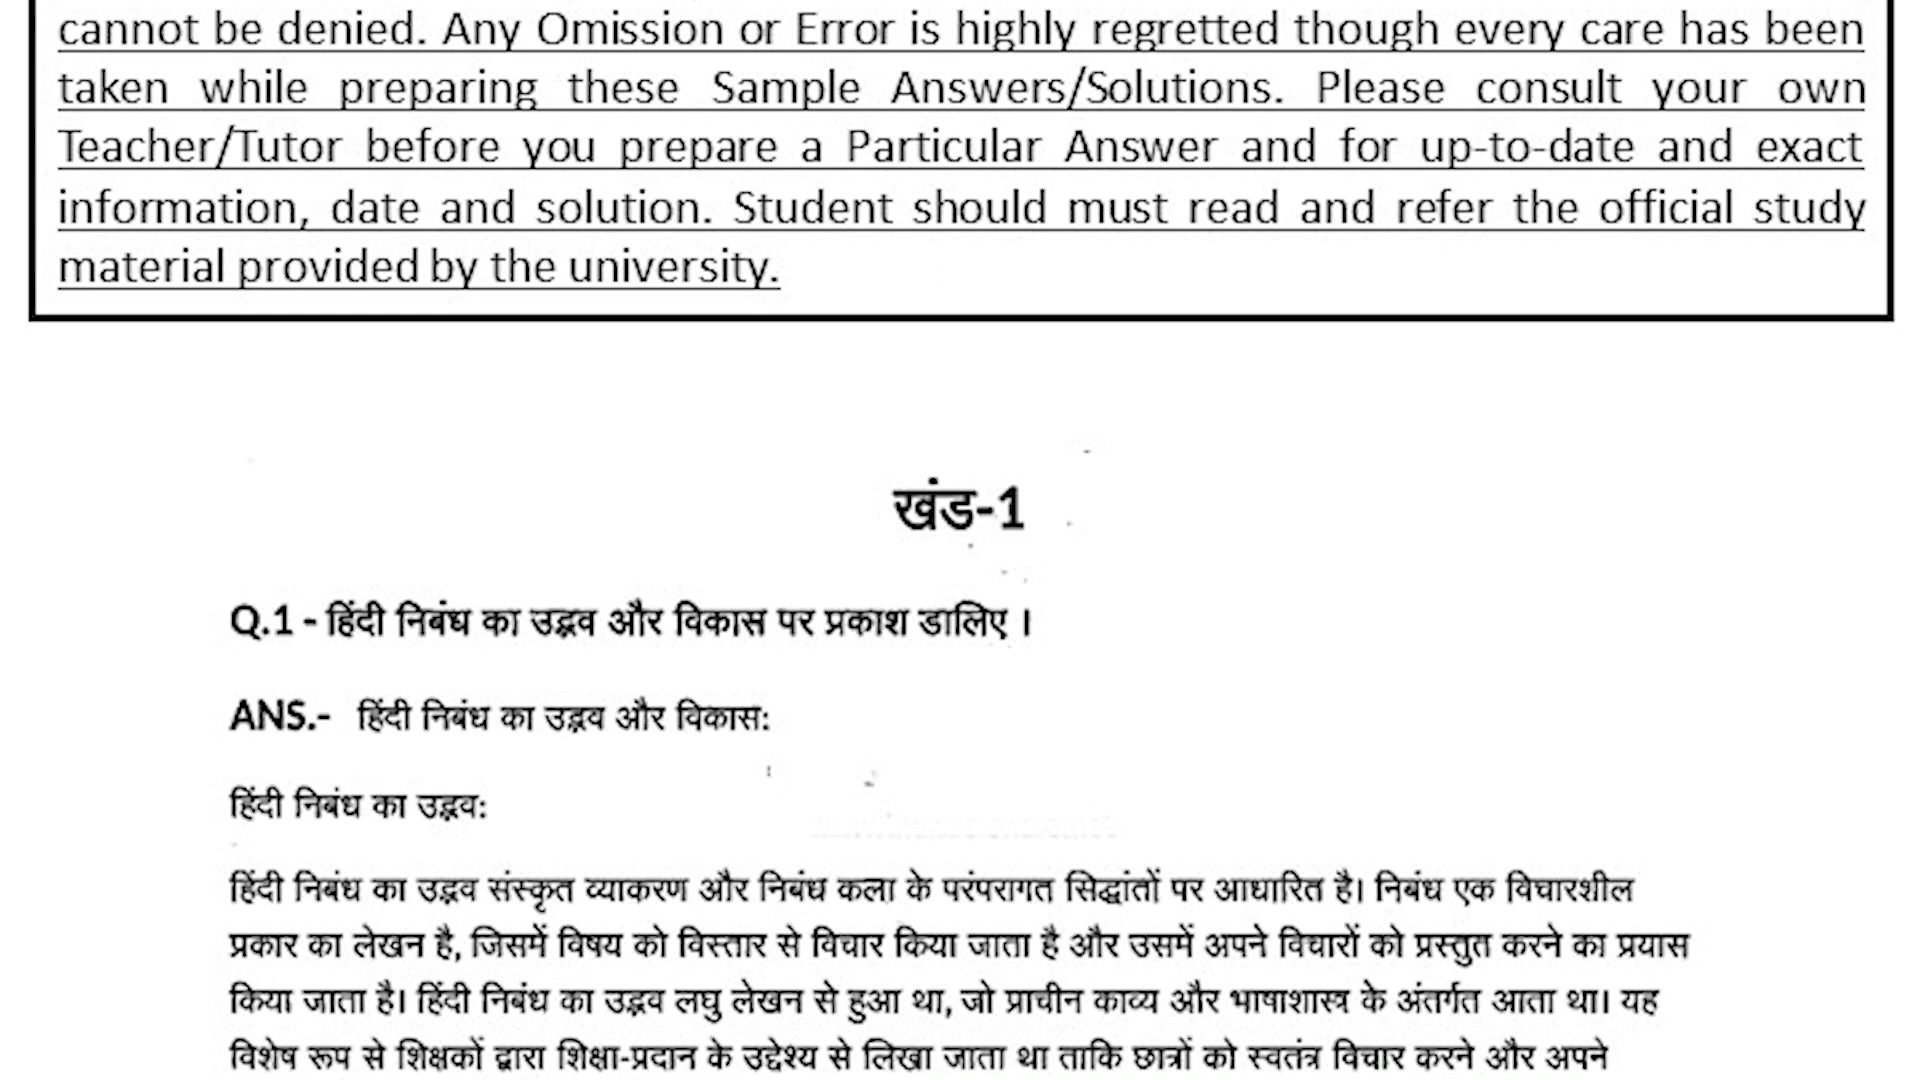 cannot be denied. Any Omission or Error is highly regretted though every care has been
taken while preparing these Sample Answers/Solutions. Please consult your own
Teacher/Tutor before you prepare a Particular Answer and for up-to-date and exact
information, date and solution. Student should must read and refer the official study
material provided by the university.
खंड-1
Q.1 - हिंदी निबंध का उद्भव और विकास पर प्रकाश डालिए ।
ANS.- हिंदी निबंध का उद्भव और विकास:
हिंदी निबंध का उद्भव:
हिंदी निबंध का उद्भव संस्कृत व्याकरण और निबंध कला के परंपरागत सिद्धांतों पर आधारित है। निबंध एक विचारशील
प्रकार का लेखन है, जिसमें विषय को विस्तार से विचार किया जाता है और उसमें अपने विचारों को प्रस्तुत करने का प्रयास
किया जाता है। हिंदी निबंध का उद्भव लघु लेखन से हुआ था, जो प्राचीन काव्य और भाषाशास्त्र के अंतर्गत आता था। यह
विशेष रूप से शिक्षकों द्वारा शिक्षा-प्रदान के उद्देश्य से लिखा जाता था ताकि छात्रों को स्वतंत्र विचार करने और अपने